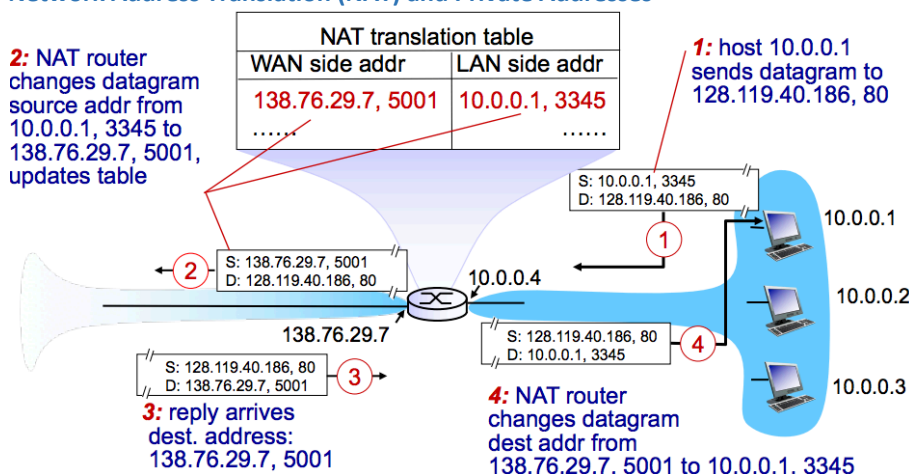 Network Address Translation (NAT) and Private Addresses
2: NAT router
changes datagram
source addr from
10.0.0.1, 3345 to
138.76.29.7, 5001,
updates table
NAT translation table
WAN side addr LAN side addr
138.76.29.7, 5001 10.0.0.1, 3345
...... ......
1: host 10.0.0.1
sends datagram to
128.119.40.186, 80
S: 10.0.0.1, 3345
D: 128.119.40.186, 80
1
10.0.0.1
S: 138.76.29.7, 5001
D: 128.119.40.186, 80
2
10.0.0.4
10.0.0.2
138.76.29.7
S: 128.119.40.186, 80
D: 10.0.0.1, 3345
4
S: 128.119.40.186, 80
D: 138.76.29.7, 5001
3
10.0.0.3
3: reply arrives
dest. address:
138.76.29.7, 5001
4: NAT router
changes datagram
dest addr from
138.76.29.7, 5001 to 10.0.0.1, 3345